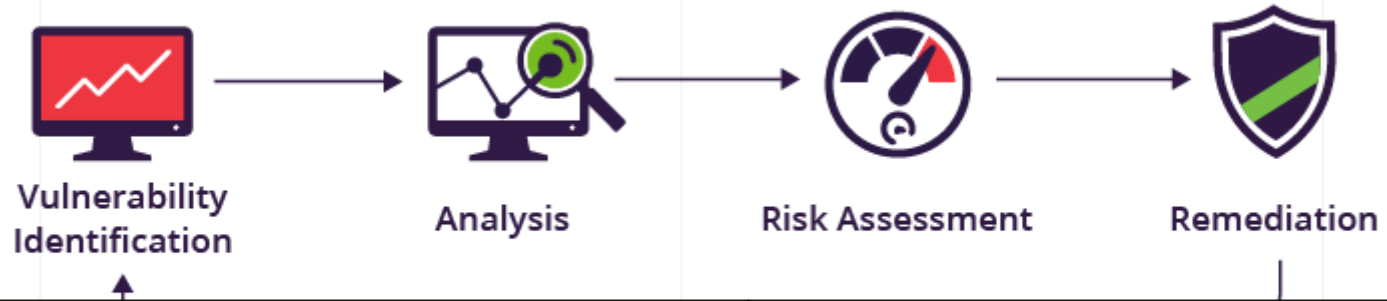 Vulnerability
Identification
Analysis
Risk Assessment
Remediation